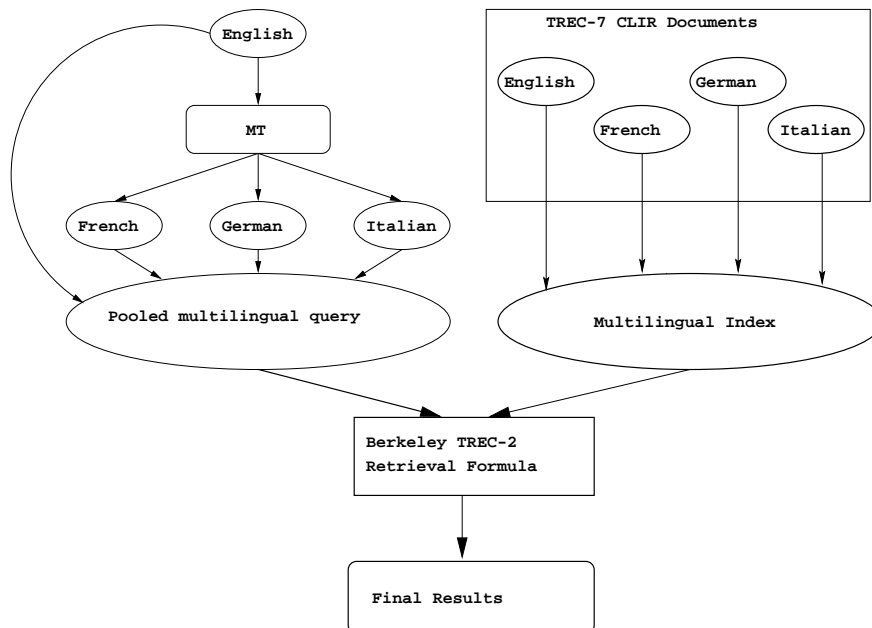 English
MT
French
German
Italian
Pooled multilingual query
TREC-7 CLIR Documents
English
German
French
Italian
Multilingual Index
Berkeley TREC-2
Retrieval Formula
Final Results